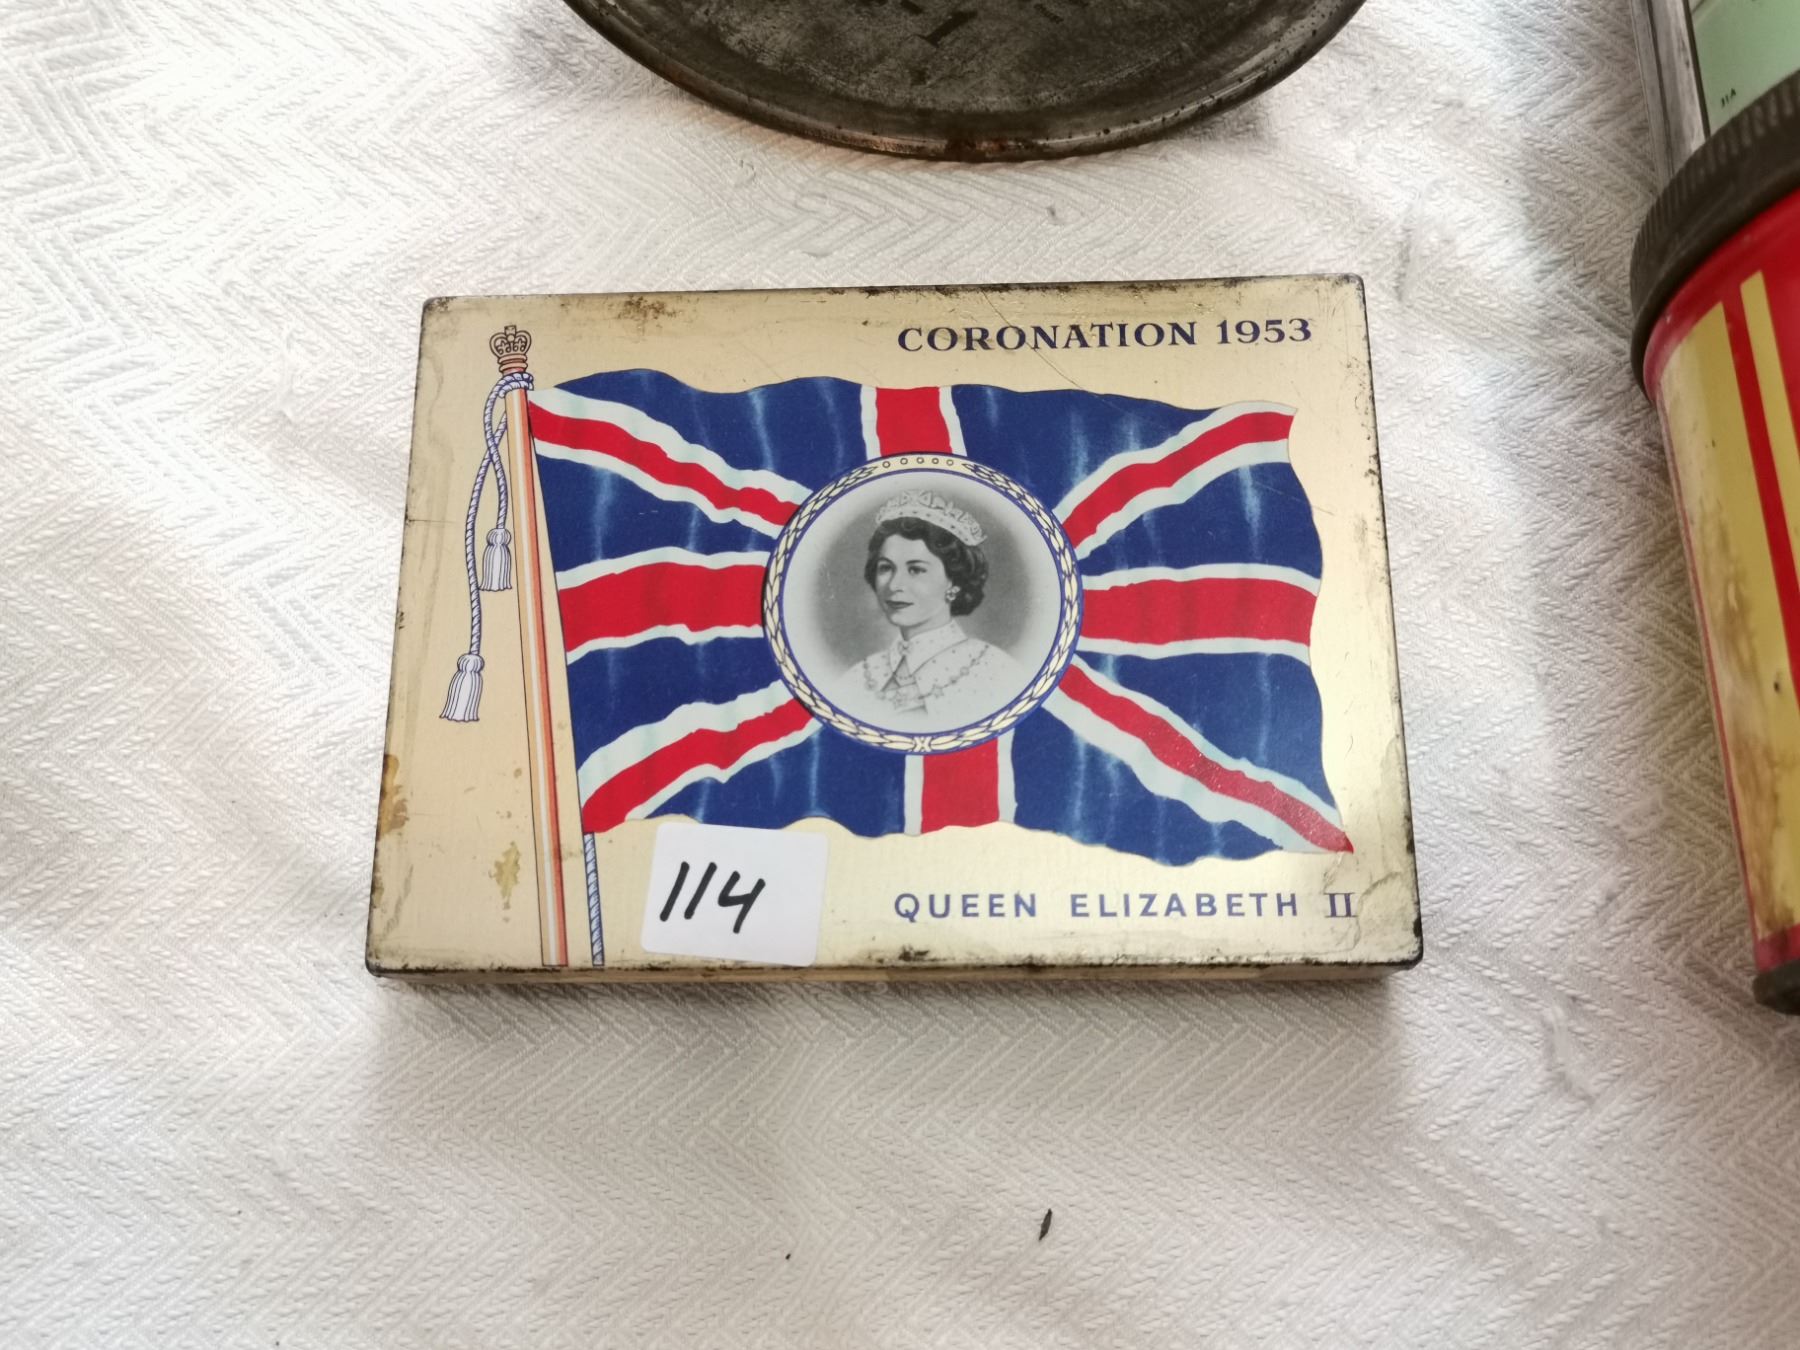 CORONATION 1953
114
QUEEN ELIZABETH II